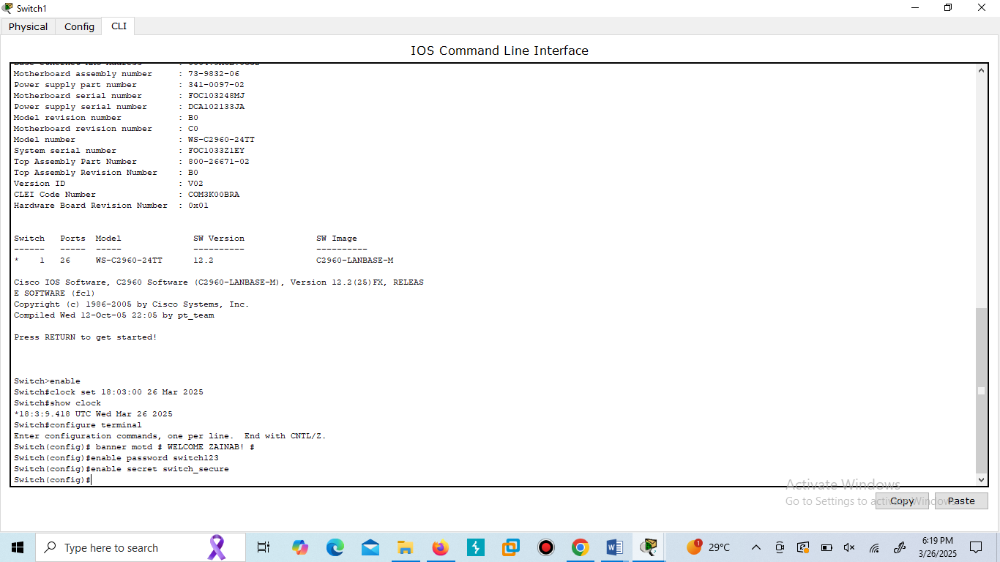 Switch1
Physical Config CLI
IOS Command Line Interface
Motherboard assembly number : 73-9832-06
Power supply part number : 341-0097-02
Motherboard serial number : FOC103248MJ
Power supply serial number : DCA102133JA
Model revision number : B0
Motherboard revision number : C0
Model number : WS-C2960-24TT
System serial number : FOC1033Z1EY
Top Assembly Part Number : 800-26671-02
Top Assembly Revision Number : B0
Version ID : V02
CLEI Code Number : COM3K00BRA
Hardware Board Revision Number : 0x01
Switch Ports Model SW Version SW Image
------ ----- ----- ---------- ----------
* 1 26 WS-C2960-24TT 12.2 C2960-LANBASE-M
Cisco IOS Software, C2960 Software (C2960-LANBASE-M), Version 12.2(25)FX, RELEAS
E SOFTWARE (fc1)
Copyright (c) 1986-2005 by Cisco Systems, Inc.
Compiled Wed 12-Oct-05 22:05 by pt_team
Press RETURN to get started!
Switch>enable
Switch#clock set 18:03:00 26 Mar 2025
Switch#show clock
*18:3:9.418 UTC Wed Mar 26 2025
Switch#configure terminal
Enter configuration commands, one per line. End with CNTL/Z.
Switch(config)# banner motd # WELCOME ZAINAB! #
Switch(config)#enable password switch123
Switch(config)#enable secret switch_secure
Switch(config)#
Activate Windows
Go to Settings to activate Windows.
Copy Paste
Type here to search
1
29°C
6:19 PM
3/26/2025